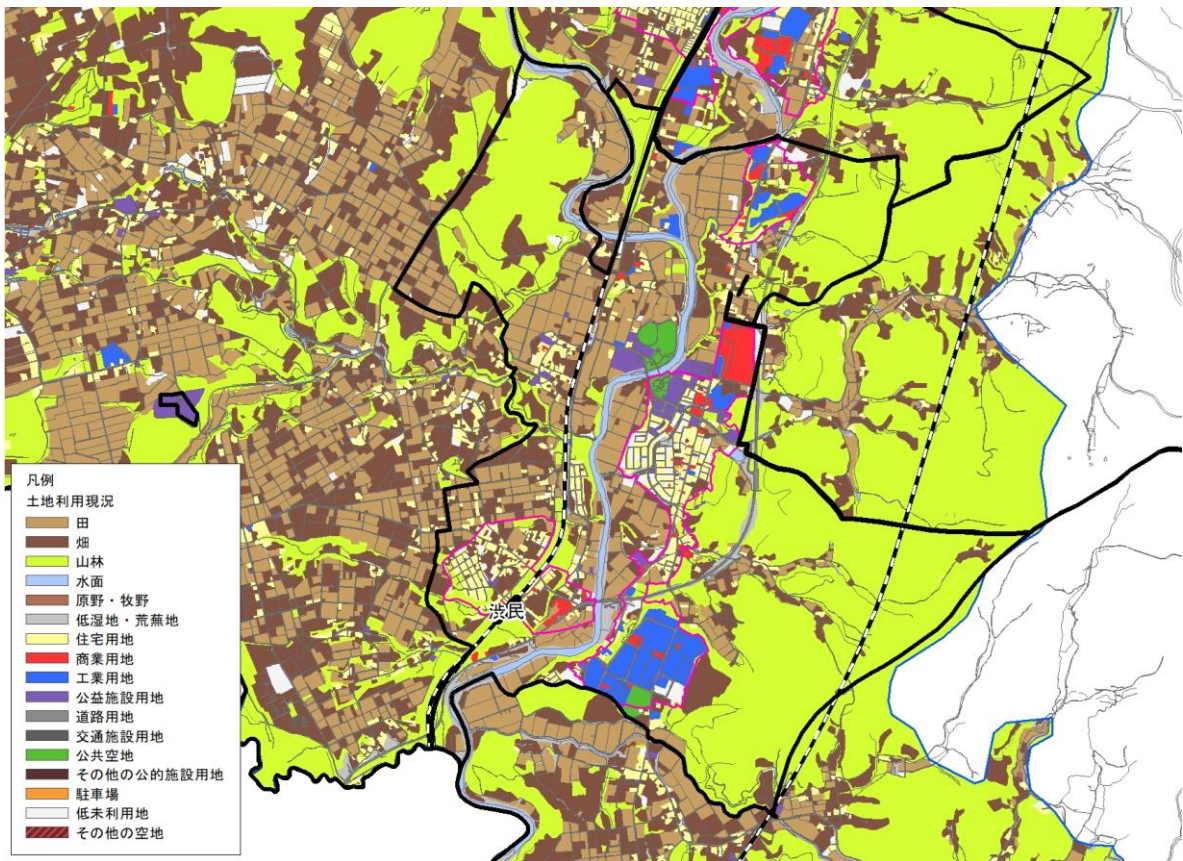 渋民
凡例
土地利用現況
田
畑
山林
水面
原野・牧野
低湿地・荒蕪地
住宅用地
商業用地
工業用地
公益施設用地
道路用地
交通施設用地
公共空地
その他の公的施設用地
駐車場
低未利用地
その他の空地